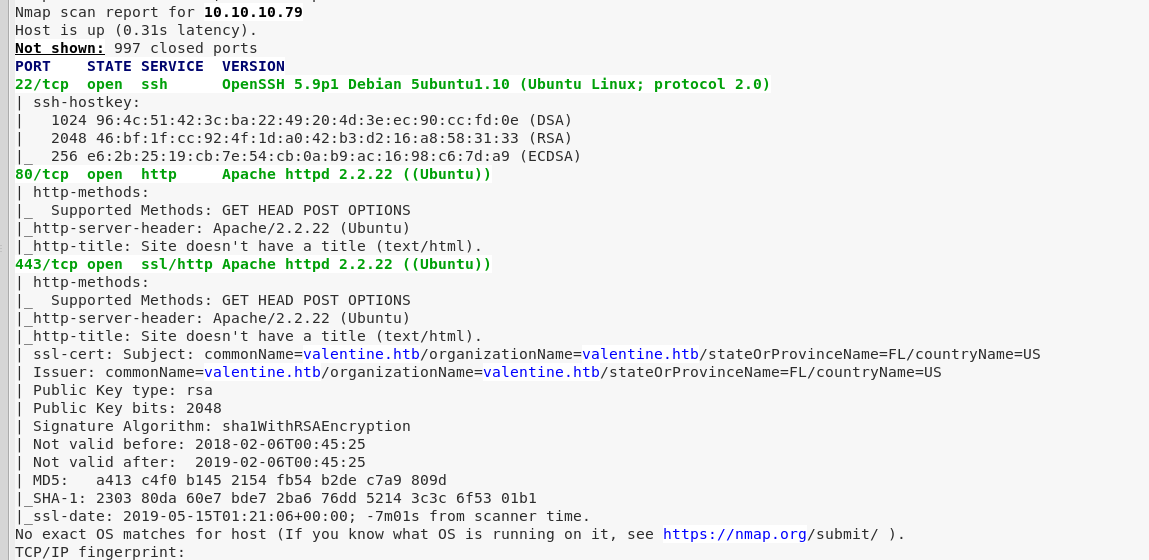 Nmap scan report for 10.10.10.79
Host is up (0.31s latency).
Not shown: 997 closed ports
PORT    STATE SERVICE  VERSION
22/tcp  open  ssh      OpenSSH 5.9p1 Debian 5ubuntu1.10 (Ubuntu Linux; protocol 2.0)
| ssh-hostkey:
|   1024 96:4c:51:42:3c:ba:22:49:20:4d:3e:ec:90:cc:fd:0e (DSA)
|   2048 46:bf:1f:cc:92:4f:1d:a0:42:b3:d2:16:a8:58:31:33 (RSA)
|_  256 e6:2b:25:19:cb:7e:54:cb:0a:b9:ac:16:98:c6:7d:a9 (ECDSA)
80/tcp  open  http     Apache httpd 2.2.22 ((Ubuntu))
| http-methods:
|_  Supported Methods: GET HEAD POST OPTIONS
|_http-server-header: Apache/2.2.22 (Ubuntu)
|_http-title: Site doesn't have a title (text/html).
443/tcp open  ssl/http Apache httpd 2.2.22 ((Ubuntu))
| http-methods:
|_  Supported Methods: GET HEAD POST OPTIONS
|_http-server-header: Apache/2.2.22 (Ubuntu)
|_http-title: Site doesn't have a title (text/html).
| ssl-cert: Subject: commonName=valentine.htb/organizationName=valentine.htb/stateOrProvinceName=FL/countryName=US
| Issuer: commonName=valentine.htb/organizationName=valentine.htb/stateOrProvinceName=FL/countryName=US
| Public Key type: rsa
| Public Key bits: 2048
| Signature Algorithm: sha1WithRSAEncryption
| Not valid before: 2018-02-06T00:45:25
| Not valid after:  2019-02-06T00:45:25
| MD5:   a413 c4f0 b145 2154 fb54 b2de c7a9 809d
|_SHA-1: 2303 80da 60e7 bde7 2ba6 76dd 5214 3c3c 6f53 01b1
|_ssl-date: 2019-05-15T01:21:06+00:00; -7m01s from scanner time.
No exact OS matches for host (If you know what OS is running on it, see https://nmap.org/submit/ ).
TCP/IP fingerprint: